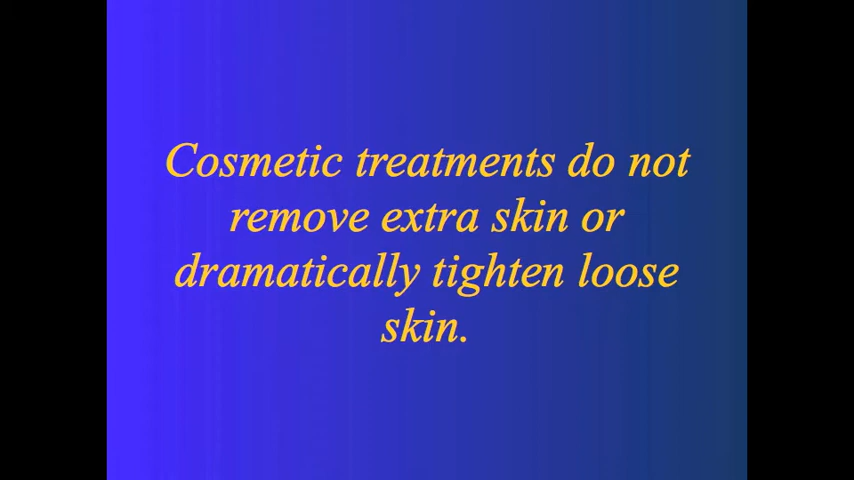 Cosmetic treatments do not
remove extra skin or
dramatically tighten loose
skin.